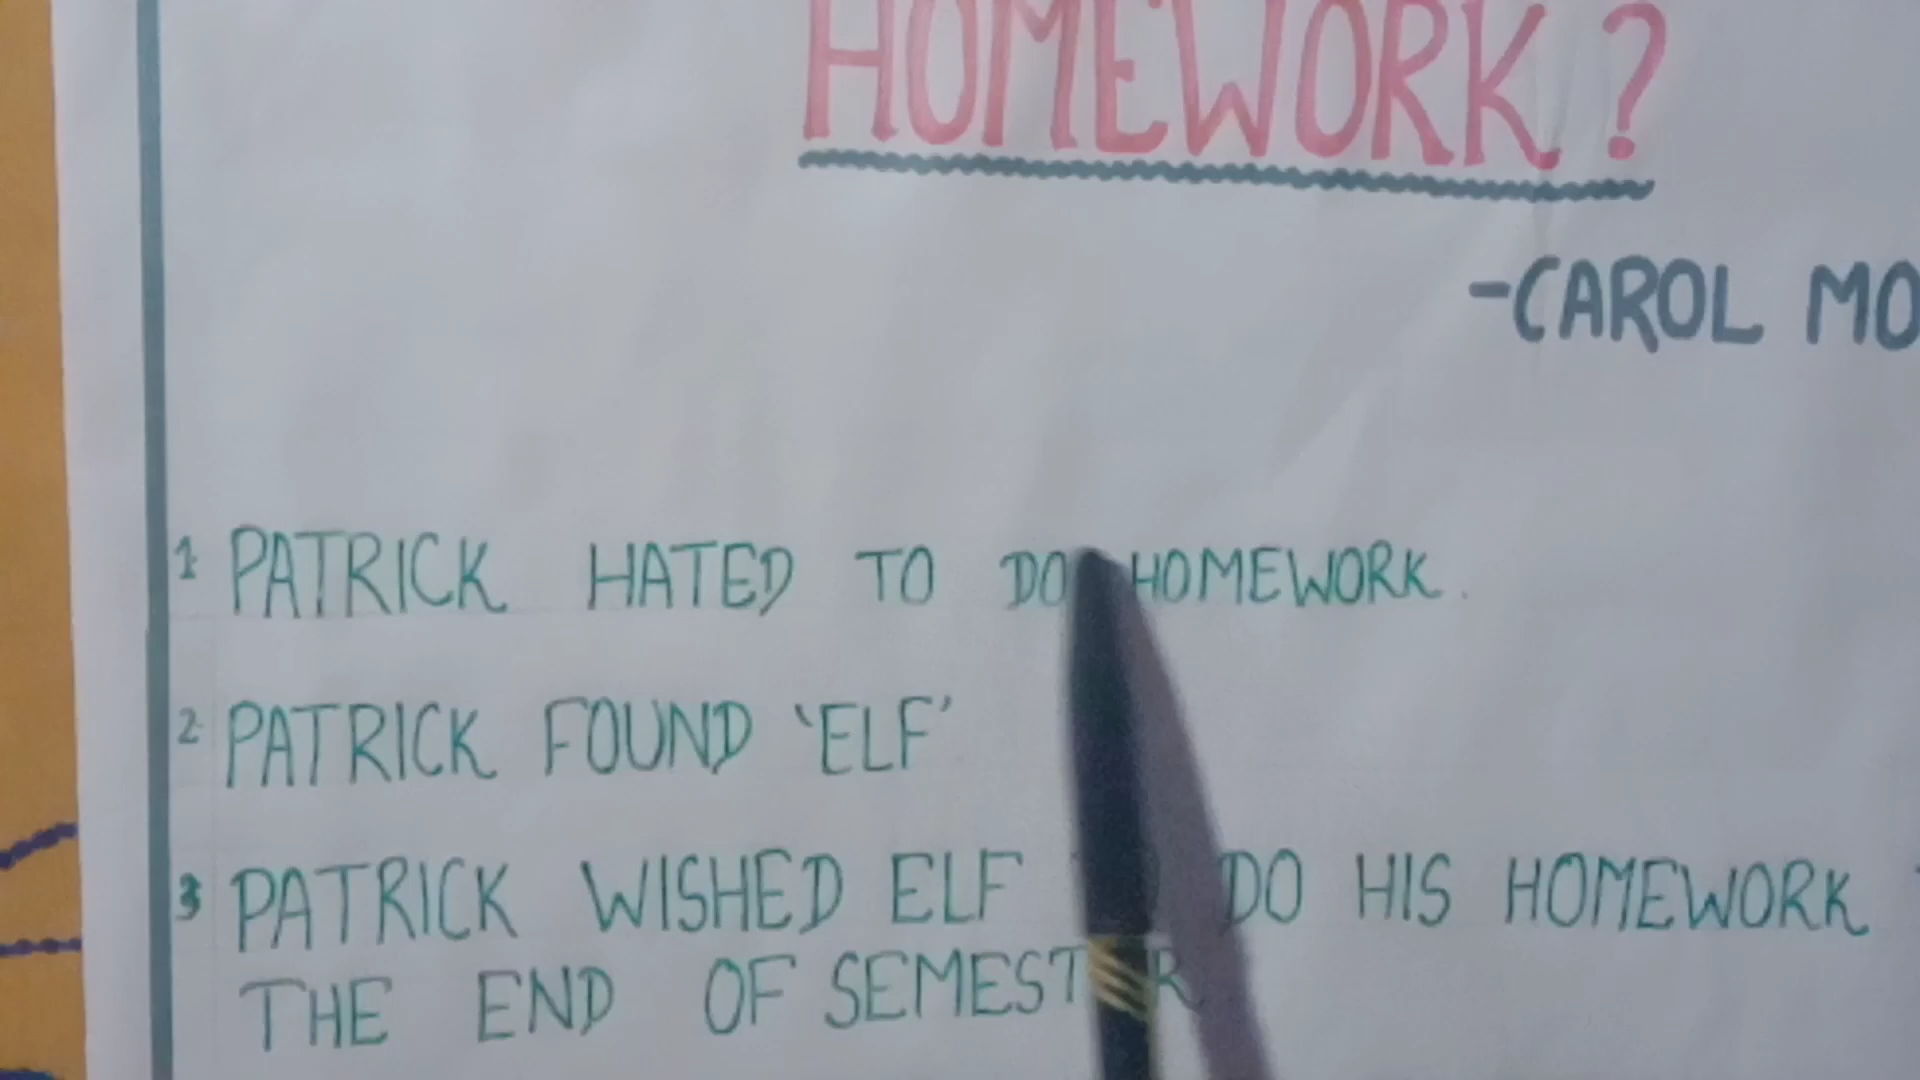 HOMEWORK?
-CAROL MO
1. PATRICK HATED TO DO HOMEWORK.
2. PATRICK FOUND 'ELF'
3 PATRICK WISHED ELF DO HIS HOMEWORK
THE END OF